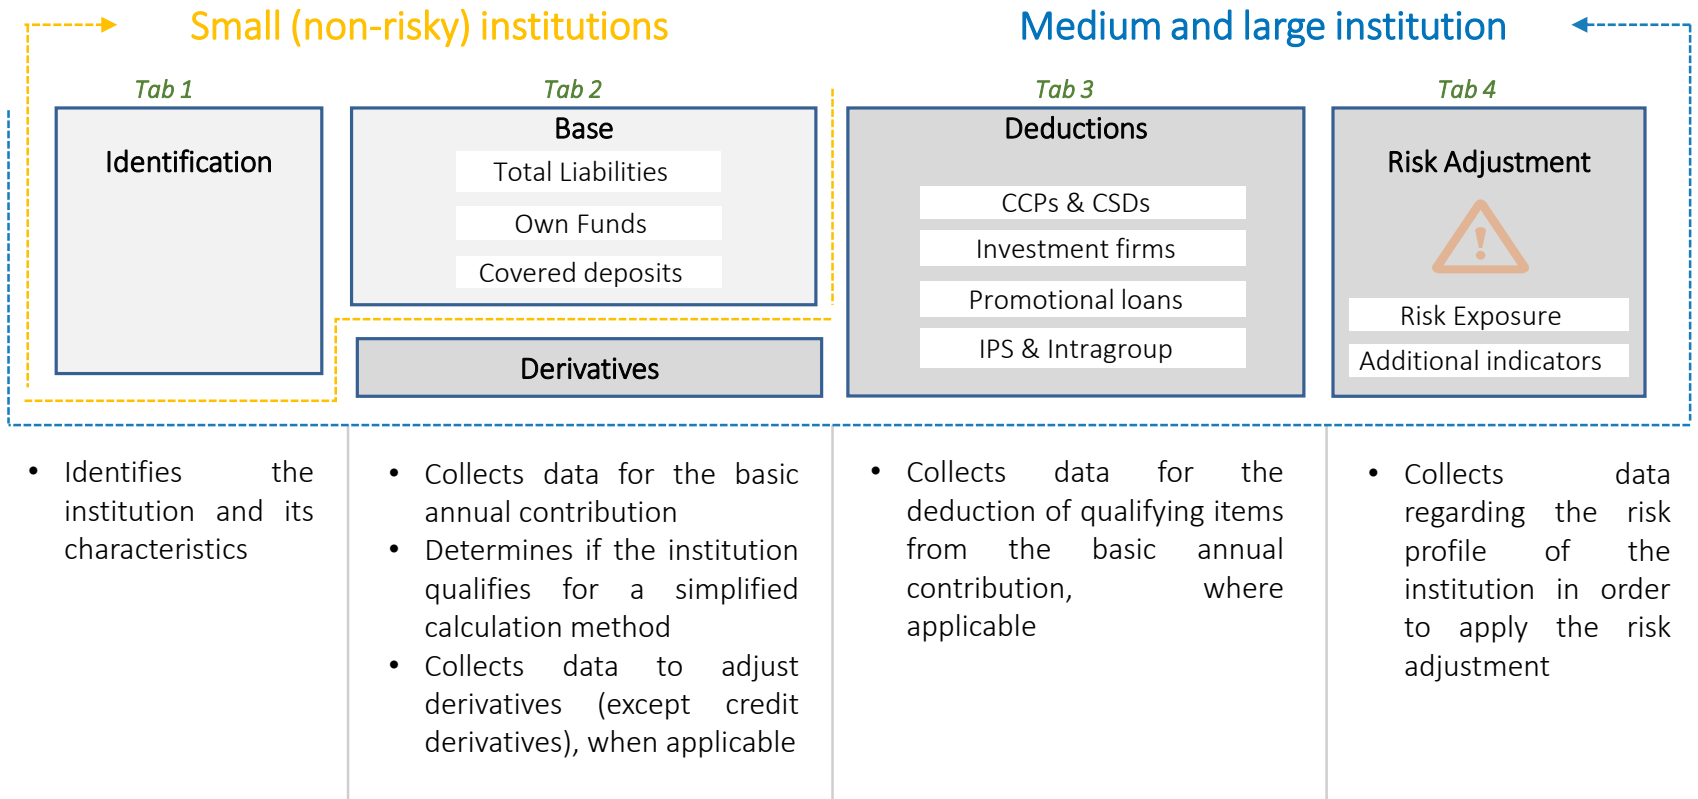 Small (non-risky) institutions
Medium and large institution
Tab 1
Tab 2
Tab 3
Tab 4
Identification
Base
Total Liabilities
Own Funds
Covered deposits
Derivatives
Deductions
CCPs & CSDs
Investment firms
Promotional loans
IPS & Intragroup
Risk Adjustment
!
Risk Exposure
Additional indicators
• Identifies the
institution and its
characteristics
• Collects data for the basic
annual contribution
• Determines if the institution
qualifies for a simplified
calculation method
• Collects data to adjust
derivatives (except credit
derivatives), when applicable
• Collects data for the
deduction of qualifying items
from the basic annual
contribution, where
applicable
• Collects data
regarding the risk
profile of the
institution in order
to apply the risk
adjustment